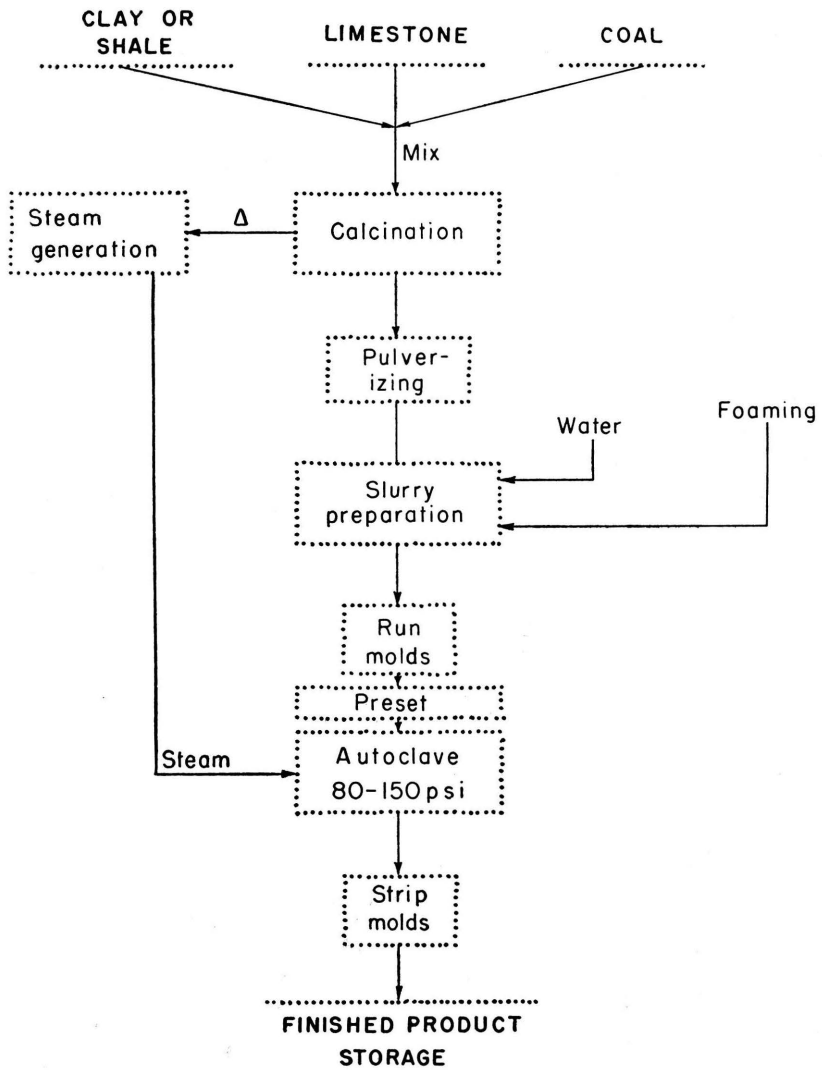 CLAY OR
SHALE
LIMESTONE
COAL
Mix
Steam
generation
Δ
Calcination
Pulver-
izing
Water
Foaming
Slurry
preparation
Run
molds
Preset
Steam
Autoclave
80-150 psi
Strip
molds
FINISHED PRODUCT
STORAGE